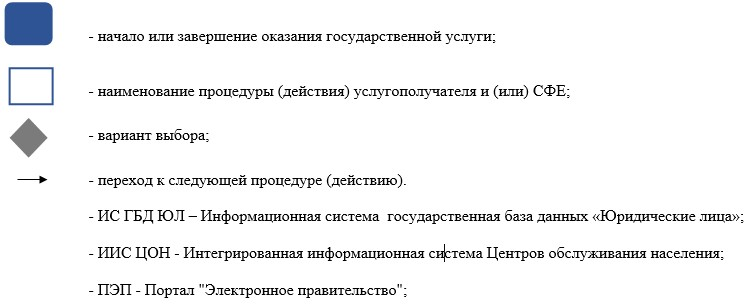 - начало или завершение оказания государственной услуги;
- наименование процедуры (действия) услугополучателя и (или) СФЕ;
- вариант выбора;
- переход к следующей процедуре (действию).
- ИС ГБД ЮЛ – Информационная система  государственная база данных «Юридические лица»;
- ИИС ЦОН - Интегрированная информационная система Центров обслуживания населения;
- ПЭП - Портал "Электронное правительство";